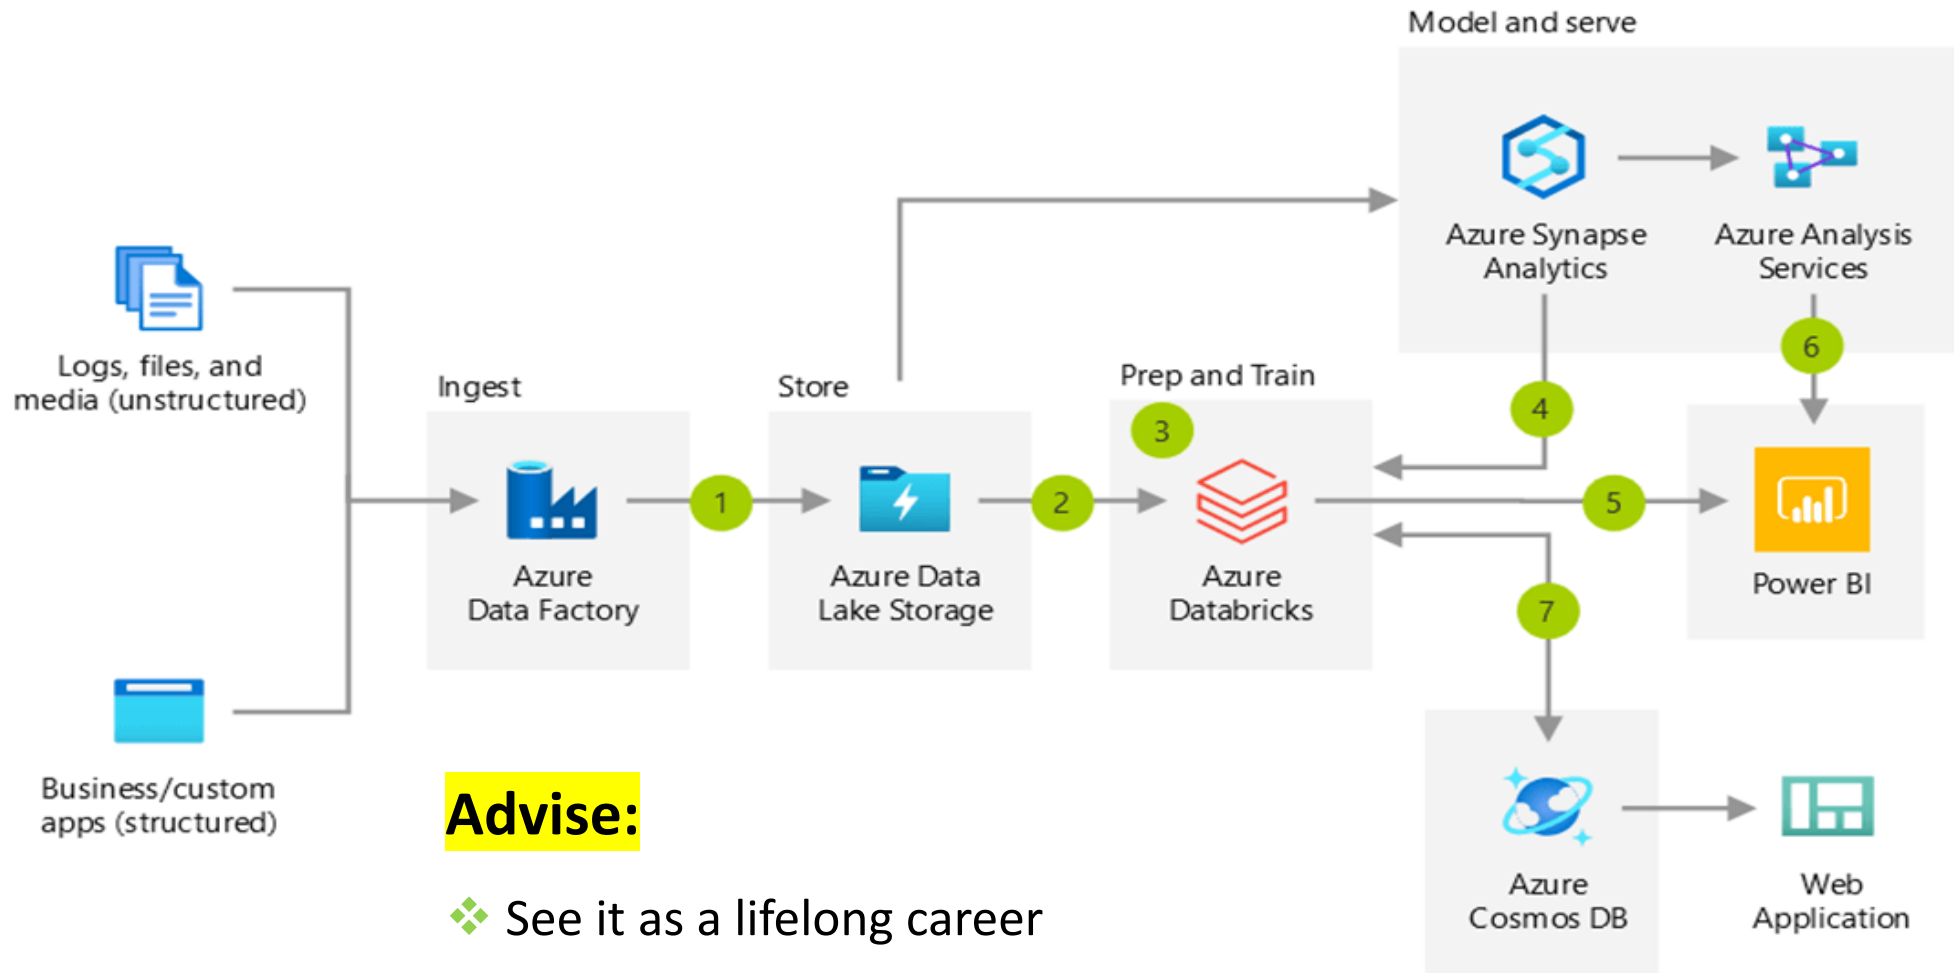 Model and serve
Azure Synapse
Analytics
Azure Analysis
Services
Logs, files, and
media (unstructured)
Ingest
Store
Prep and Train
6
4
3
1
2
5
Azure
Data Factory
Azure Data
Lake Storage
Azure
Databricks
Power BI
7
Business/custom
apps (structured)
Advise:
See it as a lifelong career
Azure
Cosmos DB
Web
Application